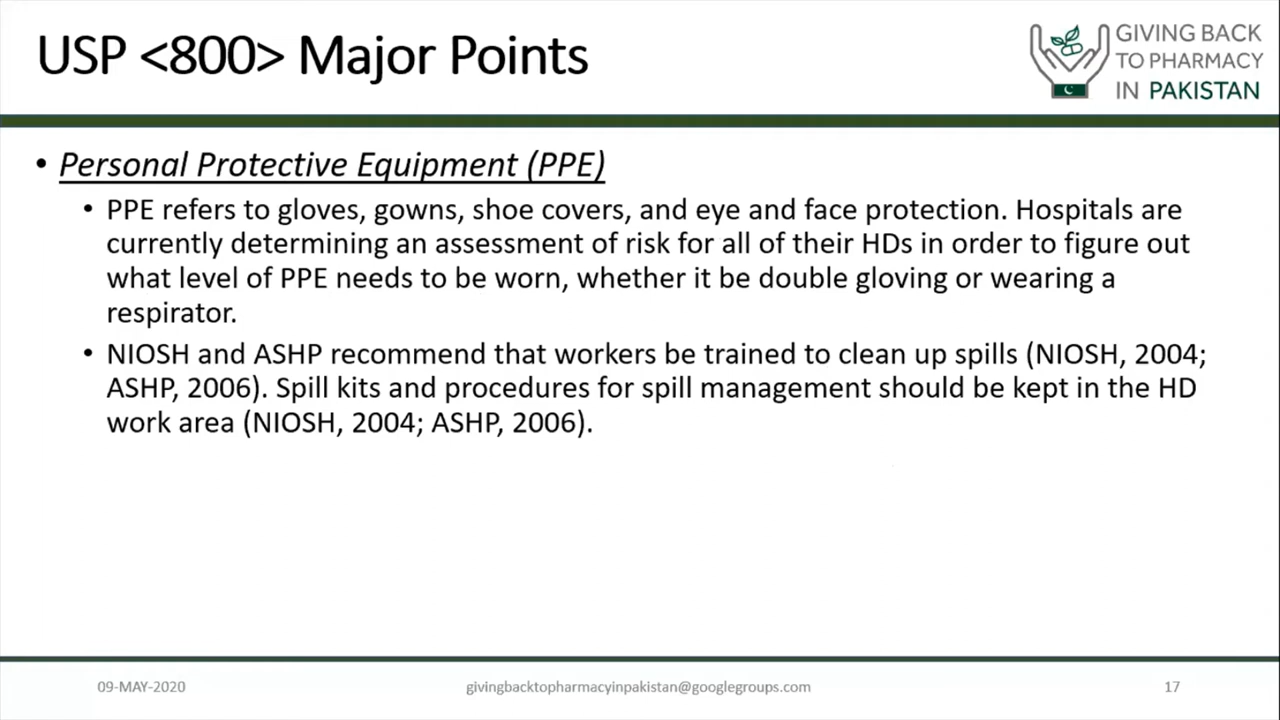 USP <800> Major Points
GIVING BACK
TO PHARMACY
IN PAKISTAN
• Personal Protective Equipment (PPE)
• PPE refers to gloves, gowns, shoe covers, and eye and face protection. Hospitals are
currently determining an assessment of risk for all of their HDs in order to figure out
what level of PPE needs to be worn, whether it be double gloving or wearing a
respirator.
• NIOSH and ASHP recommend that workers be trained to clean up spills (NIOSH, 2004;
ASHP, 2006). Spill kits and procedures for spill management should be kept in the HD
work area (NIOSH, 2004; ASHP, 2006).
09-MAY-2020
givingbacktopharmacyinpakistan@googlegroups.com
17